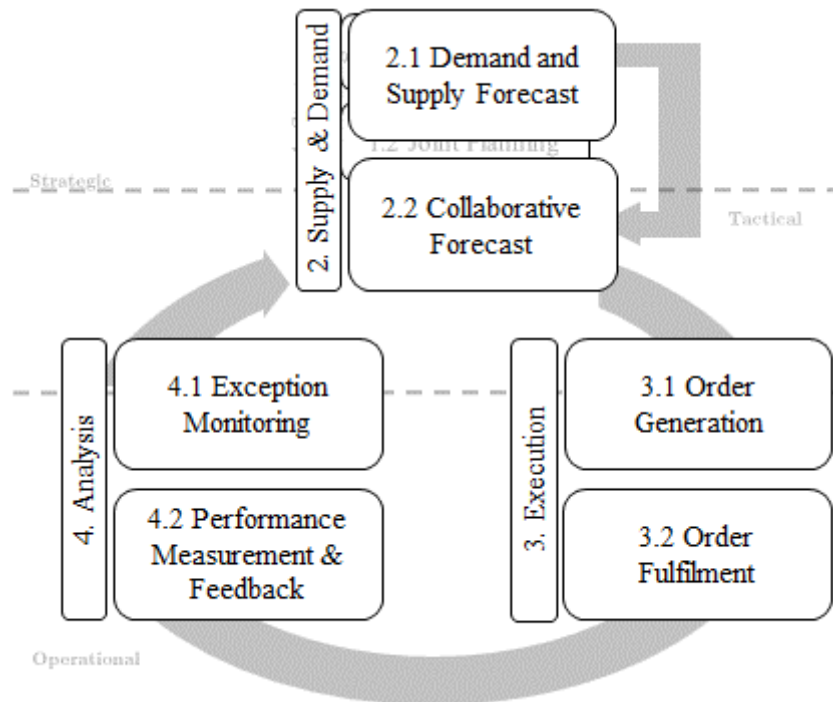 2. Supply & Demand
2.1 Demand and
Supply Forecast
1.2 Joint Planning
Strategic
2.2 Collaborative
Forecast
Tactical
4. Analysis
4.1 Exception
Monitoring
3. Execution
3.1 Order
Generation
4.2 Performance
Measurement &
Feedback
3.2 Order
Fulfilment
Operational